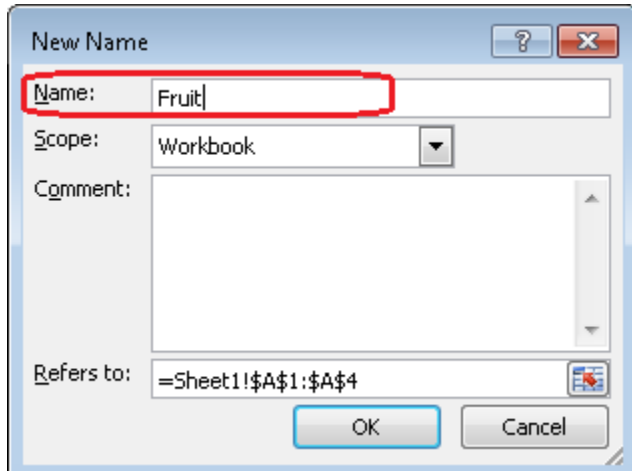 New Name ?
Name: Fruit
Scope: Workbook
Comment:
Refers to: =Sheet1!$A$1:$A$4
OK Cancel